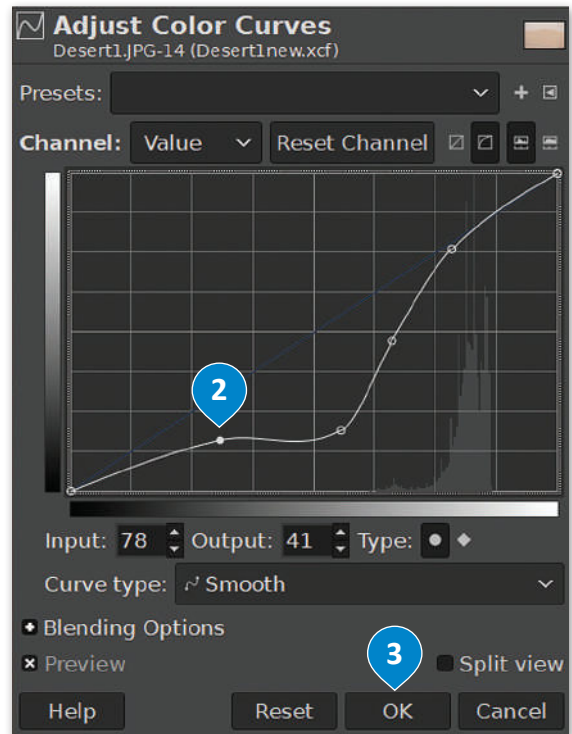 Adjust Color Curves
Desert1.JPG-14 (Desert1new.xcf)
Presets:
Channel: Value Reset Channel
2
Input: 78 Output: 41 Type:
Curve type: Smooth
Blending Options
Preview
3
Split view
Help Reset OK Cancel